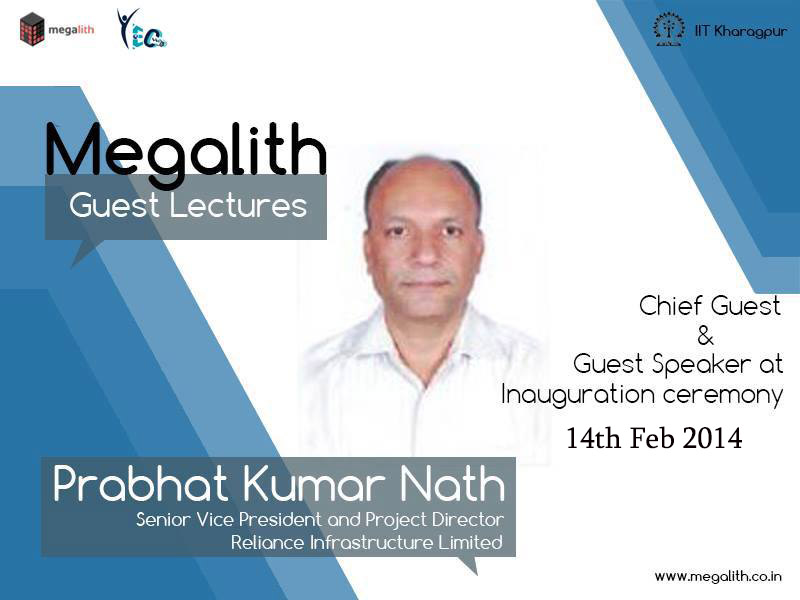 megalith
IIT Kharagpur
Megalith
Guest Lectures
Chief Guest
&
Guest Speaker at
Inauguration ceremony
14th Feb 2014
Prabhat Kumar Nath
Senior Vice President and Project Director
Reliance Infrastructure Limited
www.megalith.co.in